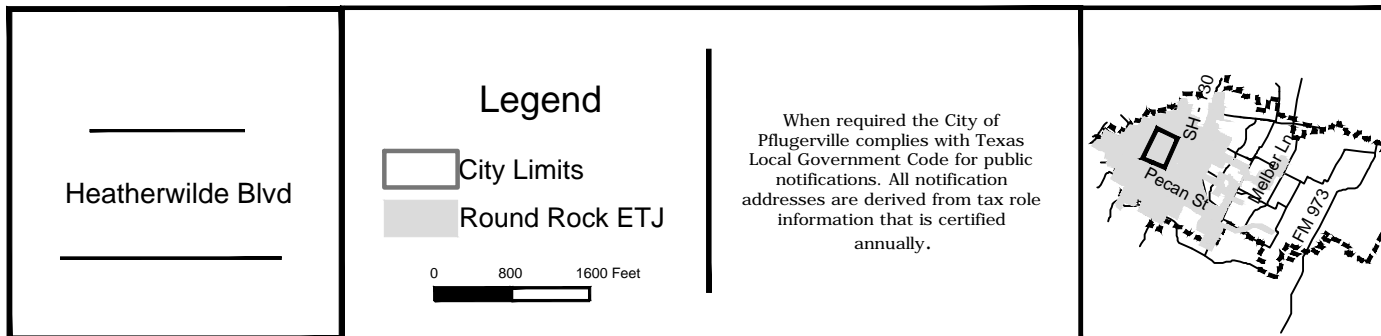 Heatherwilde Blvd
Legend
City Limits
Round Rock ETJ
0 800 1600 Feet
When required the City of
Pflugerville complies with Texas
Local Government Code for public
notifications. All notification
addresses are derived from tax role
information that is certified
annually.
SH - 130
Pecan St
Melber Ln
FM 973